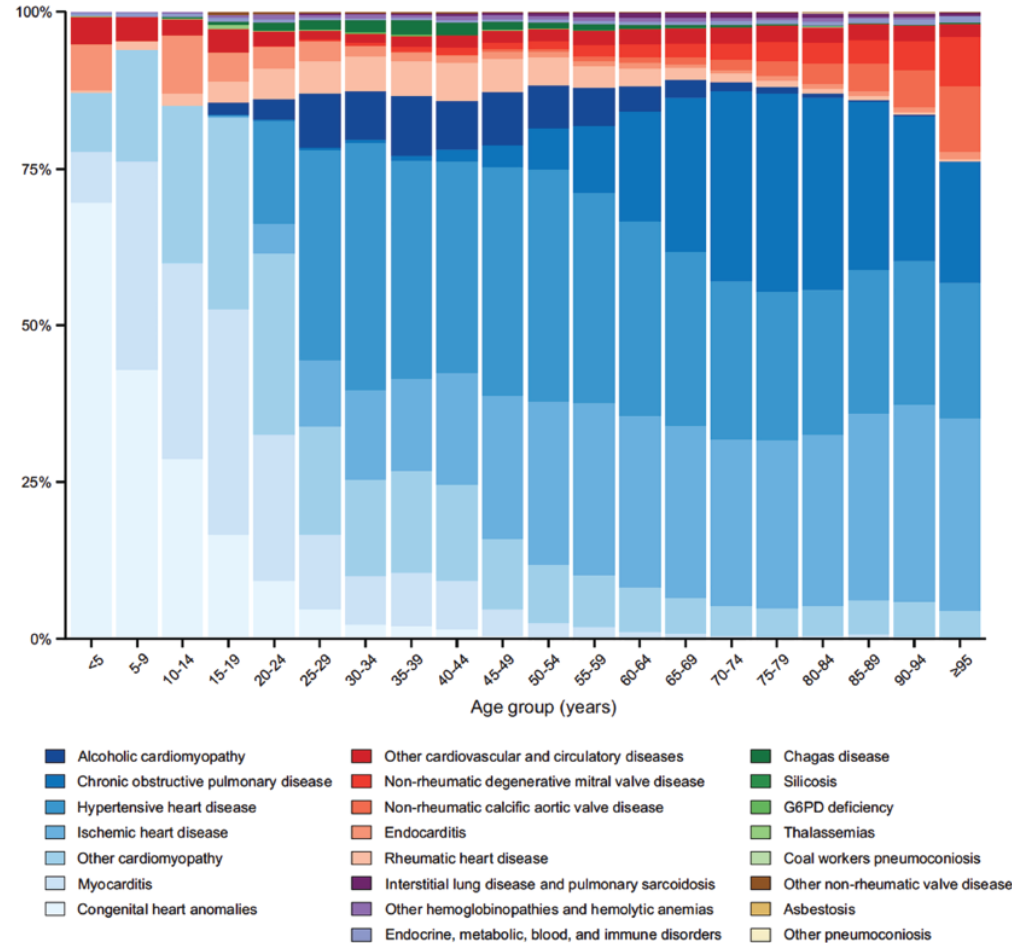 100%
75%
50%
25%
0%
<5
5-9
10-14
15-19
20-24
25-29
30-34
35-39
40-44
45-49
50-54
55-59
60-64
65-69
70-74
75-79
80-84
85-89
90-94
≥95
Age group (years)
Alcoholic cardiomyopathy
Chronic obstructive pulmonary disease
Hypertensive heart disease
Ischemic heart disease
Other cardiomyopathy
Myocarditis
Congenital heart anomalies
Other cardiovascular and circulatory diseases
Non-rheumatic degenerative mitral valve disease
Non-rheumatic calcific aortic valve disease
Endocarditis
Rheumatic heart disease
Interstitial lung disease and pulmonary sarcoidosis
Other hemoglobinopathies and hemolytic anemias
Endocrine, metabolic, blood, and immune disorders
Chagas disease
Silicosis
G6PD deficiency
Thalassemias
Coal workers pneumoconiosis
Other non-rheumatic valve disease
Asbestosis
Other pneumoconiosis